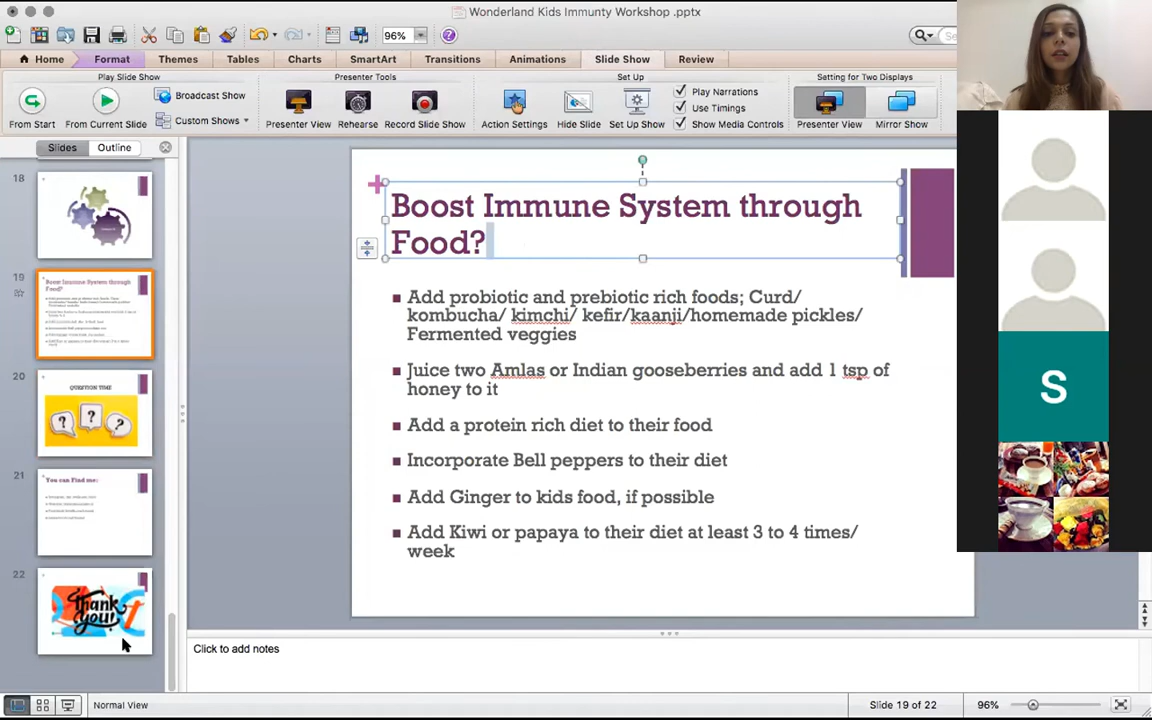 Wonderland Kids Immunty Workshop .pptx
96%
Home
Format
Themes
Tables
Charts
SmartArt
Transitions
Animations
Slide Show
Review
Play Slide Show
Presenter Tools
Set Up
Setting for Two Displays
From Start
From Current Slide
Broadcast Show
Custom Shows
Presenter View
Rehearse
Record Slide Show
Action Settings
Hide Slide
Set Up Show
Play Narrations
Use Timings
Show Media Controls
Presenter View
Mirror Show
Slides
Outline
18
19
Boost Immune System through
Food?
20
QUESTION TIME
? ? ?
21
You can Find me:
22
thank
you!
Boost Immune System through
Food?
Add probiotic and prebiotic rich foods; Curd/
kombucha/ kimchi/ kefir/kaanji/homemade pickles/
Fermented veggies
Juice two Amlas or Indian gooseberries and add 1 tsp of
honey to it
Add a protein rich diet to their food
Incorporate Bell peppers to their diet
Add Ginger to kids food, if possible
Add Kiwi or papaya to their diet at least 3 to 4 times/
week
S
Click to add notes
Normal View
Slide 19 of 22
96%